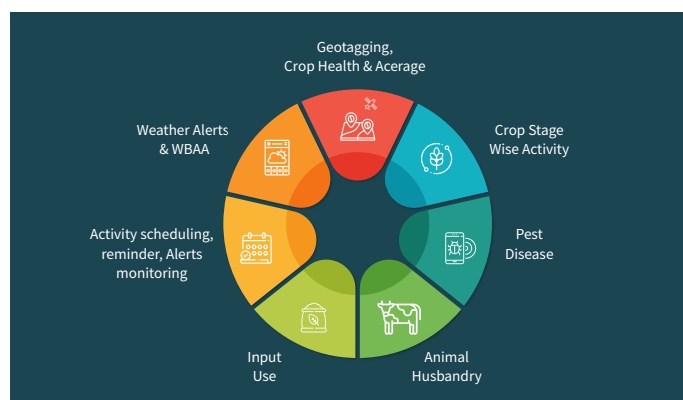 Geotagging,
Crop Health & Acerage
Weather Alerts
& WBAA
Crop Stage
Wise Activity
Activity scheduling,
reminder, Alerts
monitoring
Pest
Disease
Input
Use
Animal
Husbandry